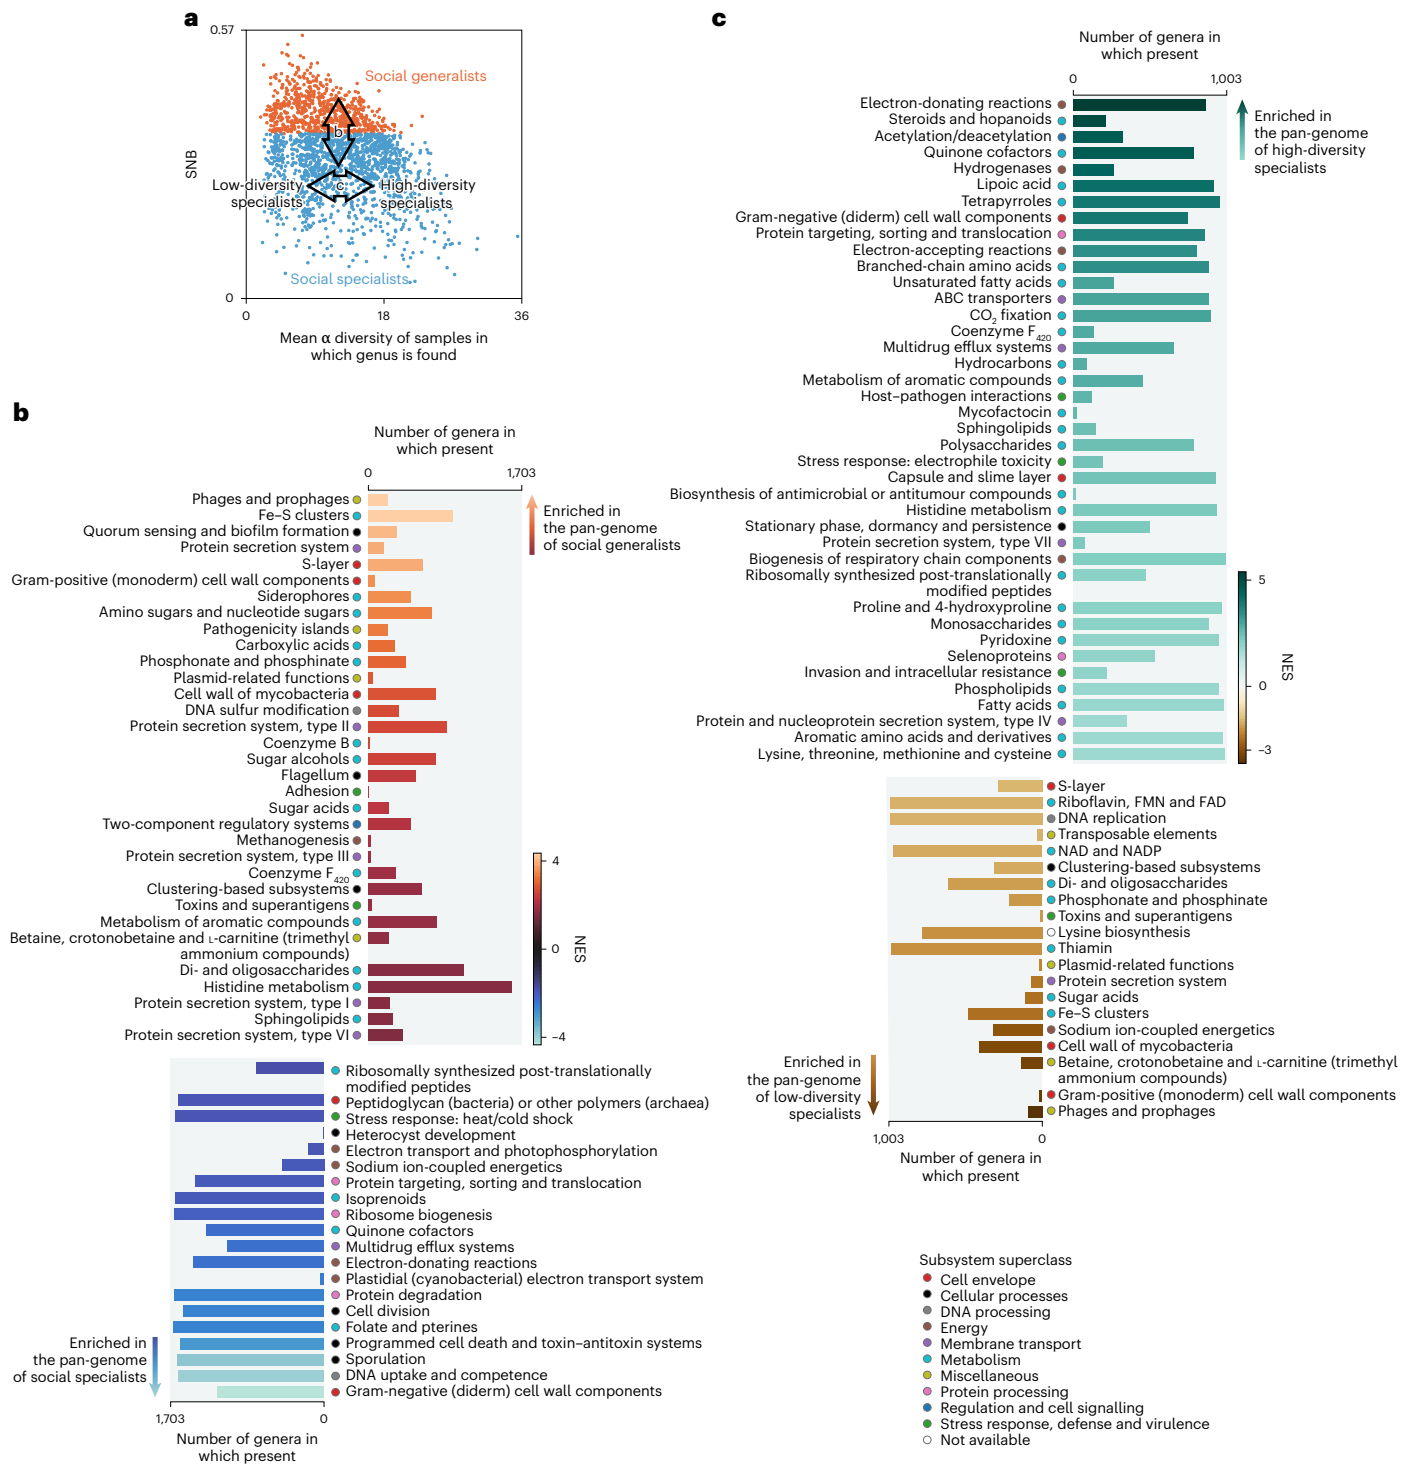 a
0.57
SNB
0
0
18
36
Social generalists
b
Low-diversity
specialists
c
High-diversity
specialists
Social specialists
Mean α diversity of samples in
which genus is found
b
Number of genera in
which present
0
1,703
Phages and prophages
Fe–S clusters
Quorum sensing and biofilm formation
Protein secretion system
S-layer
Gram-positive (monoderm) cell wall components
Siderophores
Amino sugars and nucleotide sugars
Pathogenicity islands
Carboxylic acids
Phosphonate and phosphinate
Plasmid-related functions
Cell wall of mycobacteria
DNA sulfur modification
Protein secretion system, type II
Coenzyme B
Sugar alcohols
Flagellum
Adhesion
Sugar acids
Two-component regulatory systems
Methanogenesis
Protein secretion system, type III
Coenzyme F420
Clustering-based subsystems
Toxins and superantigens
Metabolism of aromatic compounds
Betaine, crotonobetaine and L-carnitine (trimethyl
ammonium compounds)
Di- and oligosaccharides
Histidine metabolism
Protein secretion system, type I
Sphingolipids
Protein secretion system, type VI
Enriched in
the pan-genome
of social generalists
4
0
–4
NES
Ribosomally synthesized post-translationally
modified peptides
Peptidoglycan (bacteria) or other polymers (archaea)
Stress response: heat/cold shock
Heterocyst development
Electron transport and photophosphorylation
Sodium ion-coupled energetics
Protein targeting, sorting and translocation
Isoprenoids
Ribosome biogenesis
Quinone cofactors
Multidrug efflux systems
Electron-donating reactions
Plastidial (cyanobacterial) electron transport system
Protein degradation
Cell division
Folate and pterines
Programmed cell death and toxin–antitoxin systems
Sporulation
DNA uptake and competence
Gram-negative (diderm) cell wall components
Enriched in
the pan-genome
of social specialists
1,703
0
Number of genera in
which present
c
Number of genera in
which present
0
1,003
Electron-donating reactions
Steroids and hopanoids
Acetylation/deacetylation
Quinone cofactors
Hydrogenases
Lipoic acid
Tetrapyrroles
Gram-negative (diderm) cell wall components
Protein targeting, sorting and translocation
Electron-accepting reactions
Branched-chain amino acids
Unsaturated fatty acids
ABC transporters
CO2 fixation
Coenzyme F420
Multidrug efflux systems
Hydrocarbons
Metabolism of aromatic compounds
Host–pathogen interactions
Mycofactocin
Sphingolipids
Polysaccharides
Stress response: electrophile toxicity
Capsule and slime layer
Biosynthesis of antimicrobial or antitumour compounds
Histidine metabolism
Stationary phase, dormancy and persistence
Protein secretion system, type VII
Biogenesis of respiratory chain components
Ribosomally synthesized post-translationally
modified peptides
Proline and 4-hydroxyproline
Monosaccharides
Pyridoxine
Selenoproteins
Invasion and intracellular resistance
Phospholipids
Fatty acids
Protein and nucleoprotein secretion system, type IV
Aromatic amino acids and derivatives
Lysine, threonine, methionine and cysteine
Enriched in
the pan-genome
of high-diversity
specialists
5
0
–3
NES
S-layer
Riboflavin, FMN and FAD
DNA replication
Transposable elements
NAD and NADP
Clustering-based subsystems
Di- and oligosaccharides
Phosphonate and phosphinate
Toxins and superantigens
Lysine biosynthesis
Thiamin
Plasmid-related functions
Protein secretion system
Sugar acids
Fe–S clusters
Sodium ion-coupled energetics
Cell wall of mycobacteria
Betaine, crotonobetaine and L-carnitine (trimethyl
ammonium compounds)
Gram-positive (monoderm) cell wall components
Phages and prophages
Enriched in
the pan-genome
of low-diversity
specialists
1,003
0
Number of genera in
which present
Subsystem superclass
Cell envelope
Cellular processes
DNA processing
Energy
Membrane transport
Metabolism
Miscellaneous
Protein processing
Regulation and cell signalling
Stress response, defense and virulence
Not available